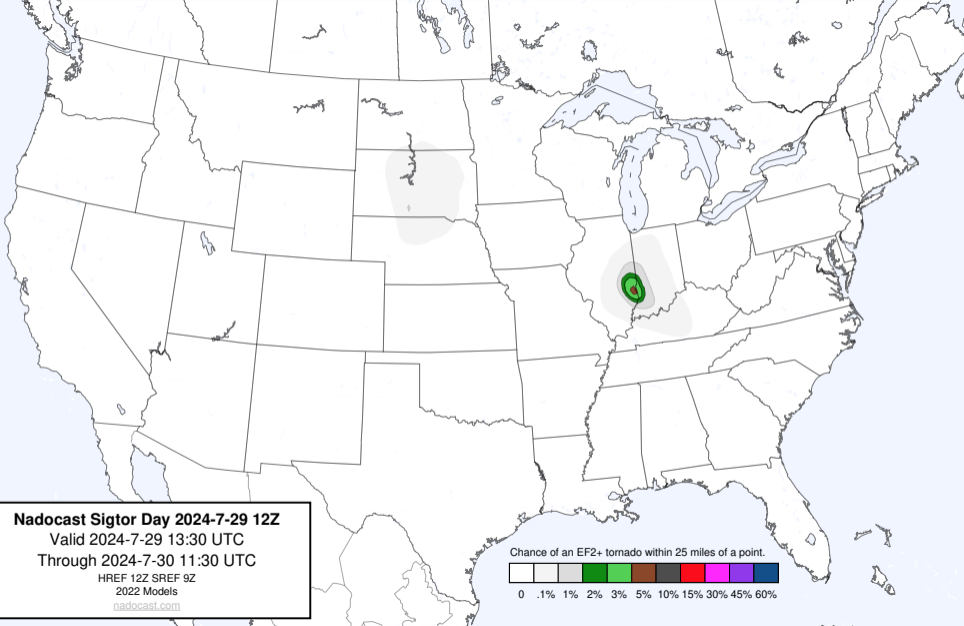 Nadocast Sigtor Day 2024-7-29 12Z
Valid 2024-7-29 13:30 UTC
Through 2024-7-30 11:30 UTC
HREF 12Z SREF 9Z
2022 Models
nadocast.com
Chance of an EF2+ tornado within 25 miles of a point.
0 .1% 1% 2% 3% 5% 10% 15% 30% 45% 60%